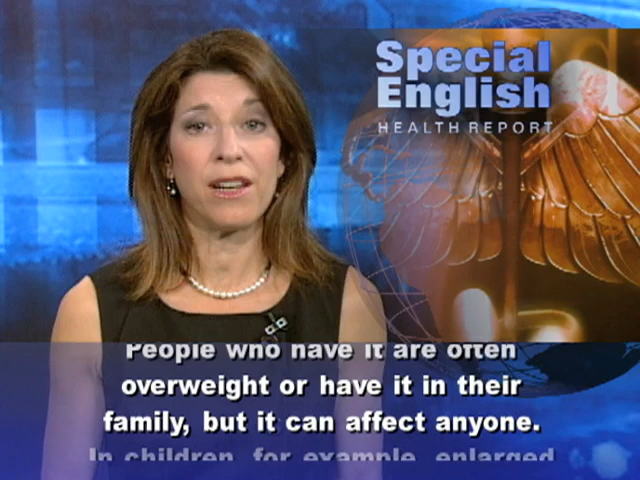 Special
English
HEALTH REPORT
People who have it are often
overweight or have it in their
family, but it can affect anyone.
In children, for example, enlarged